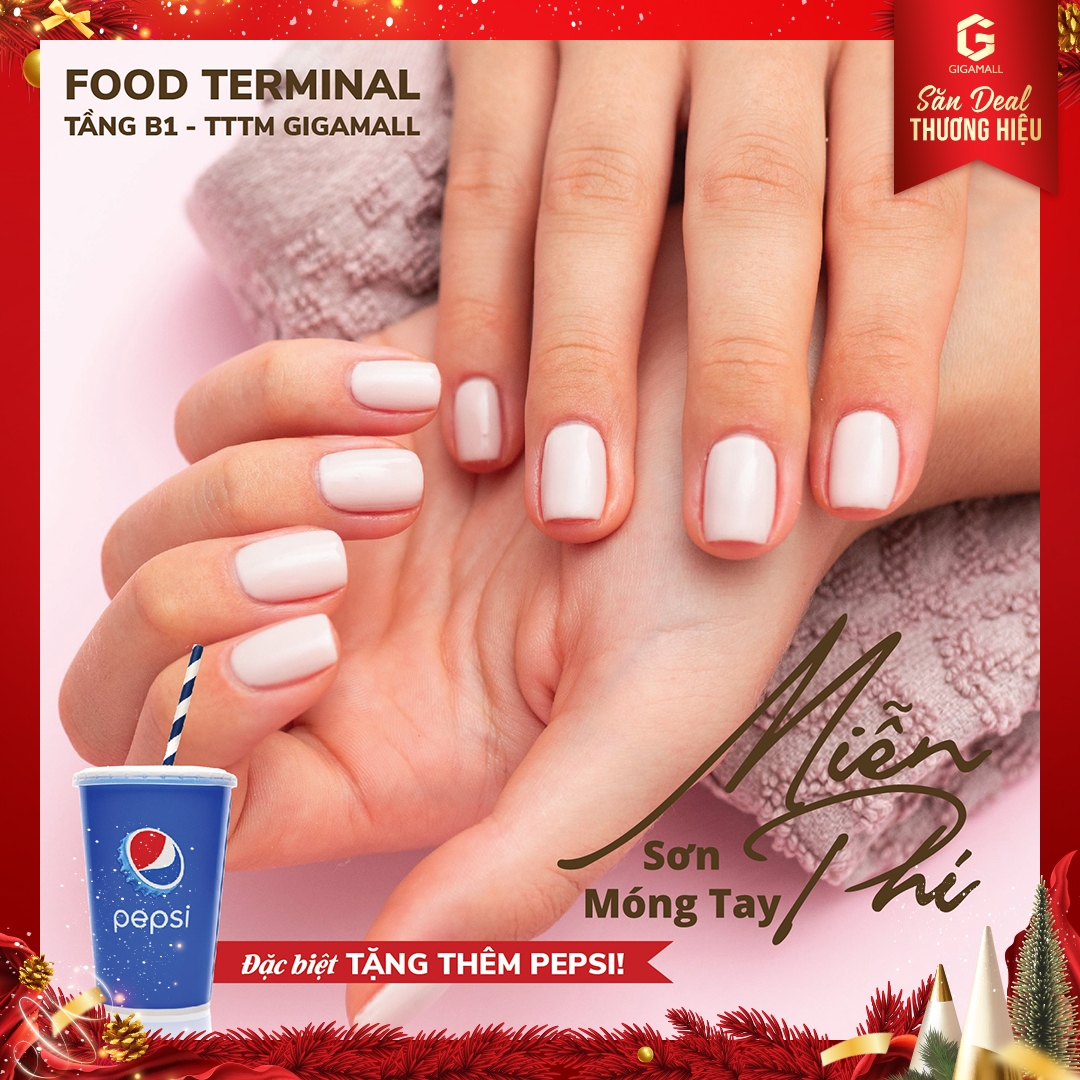 FOOD TERMINAL
TẦNG B1 - TTTM GIGAMALL
GIGAMALL
Săn Deal
THƯƠNG HIỆU
Miễn
Phí
Sơn
Móng Tay
pepsi
Đặc biệt TẶNG THÊM PEPSI!